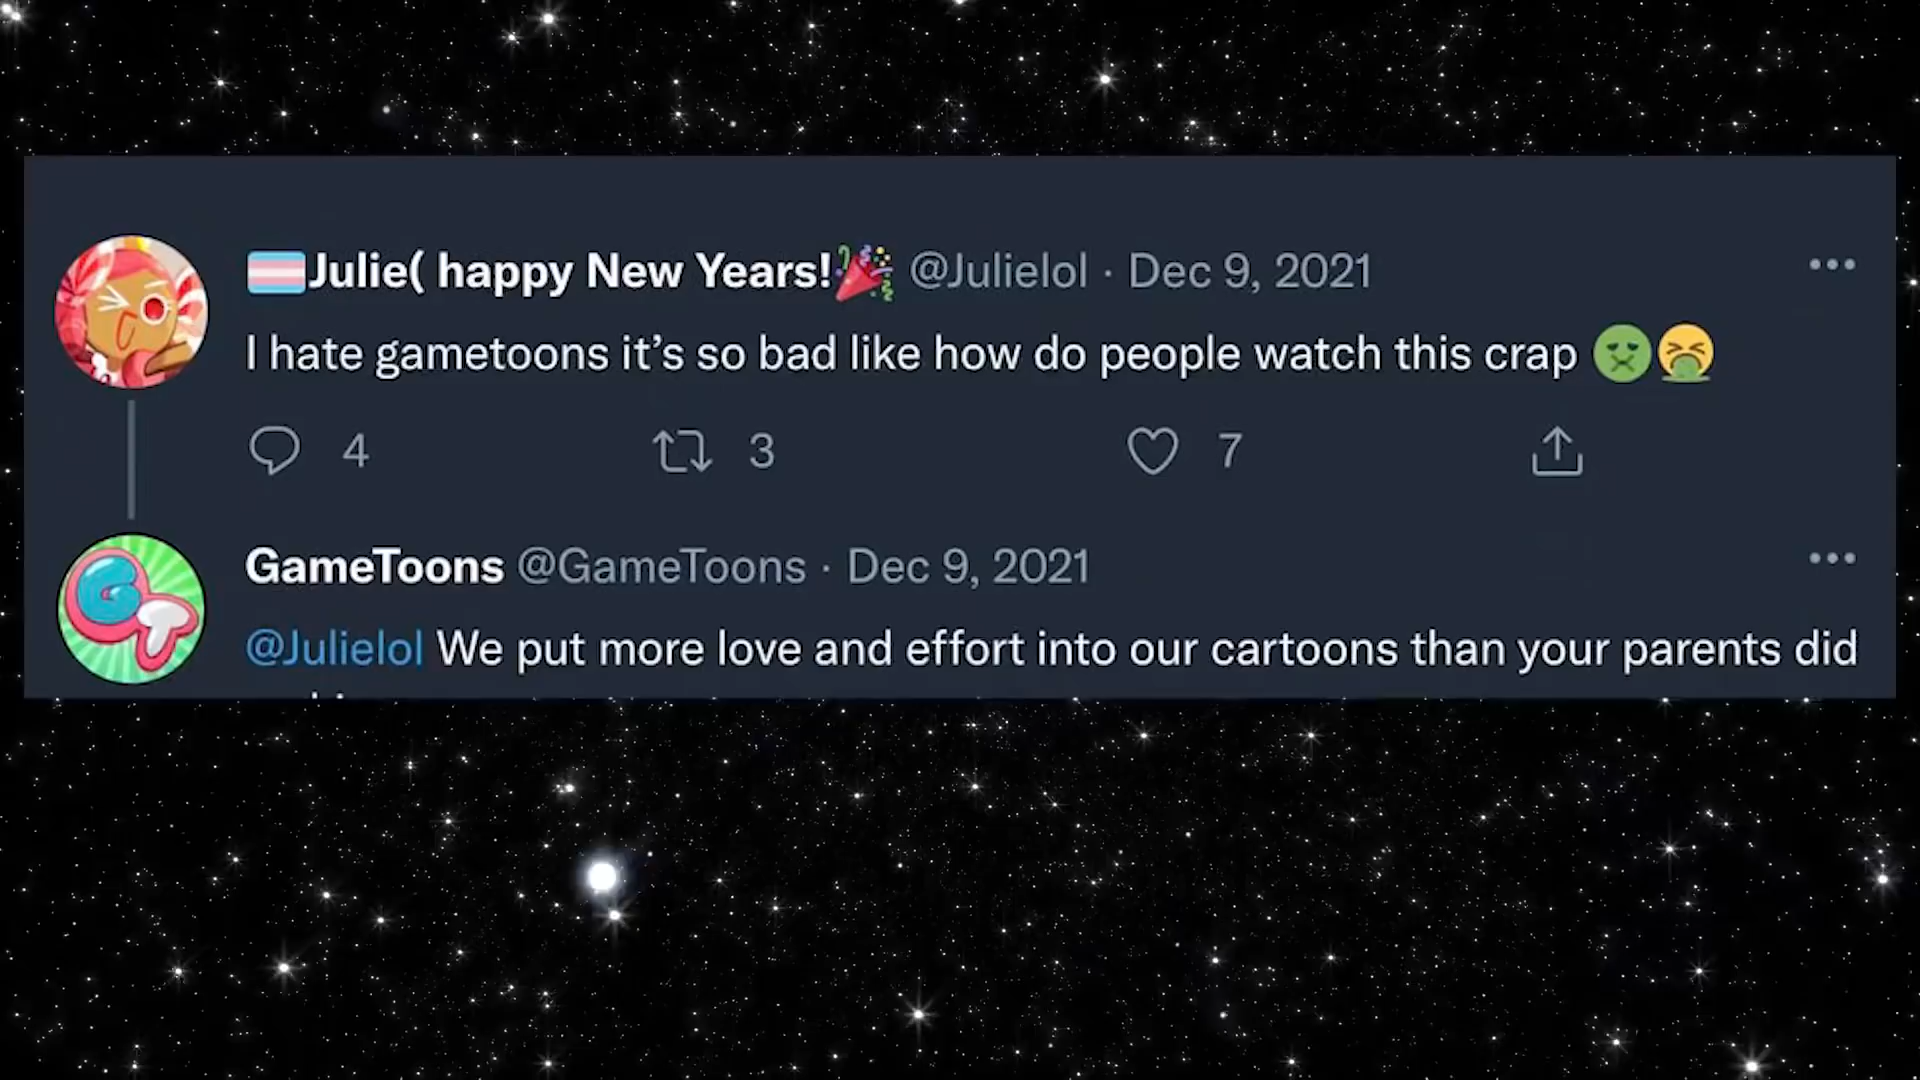 🏳️‍⚧️Julie( happy New Years!🎉 @Julielol · Dec 9, 2021
I hate gametoons it’s so bad like how do people watch this crap 🤢🤮
4 3 7
GameToons @GameToons · Dec 9, 2021
@Julielol We put more love and effort into our cartoons than your parents did